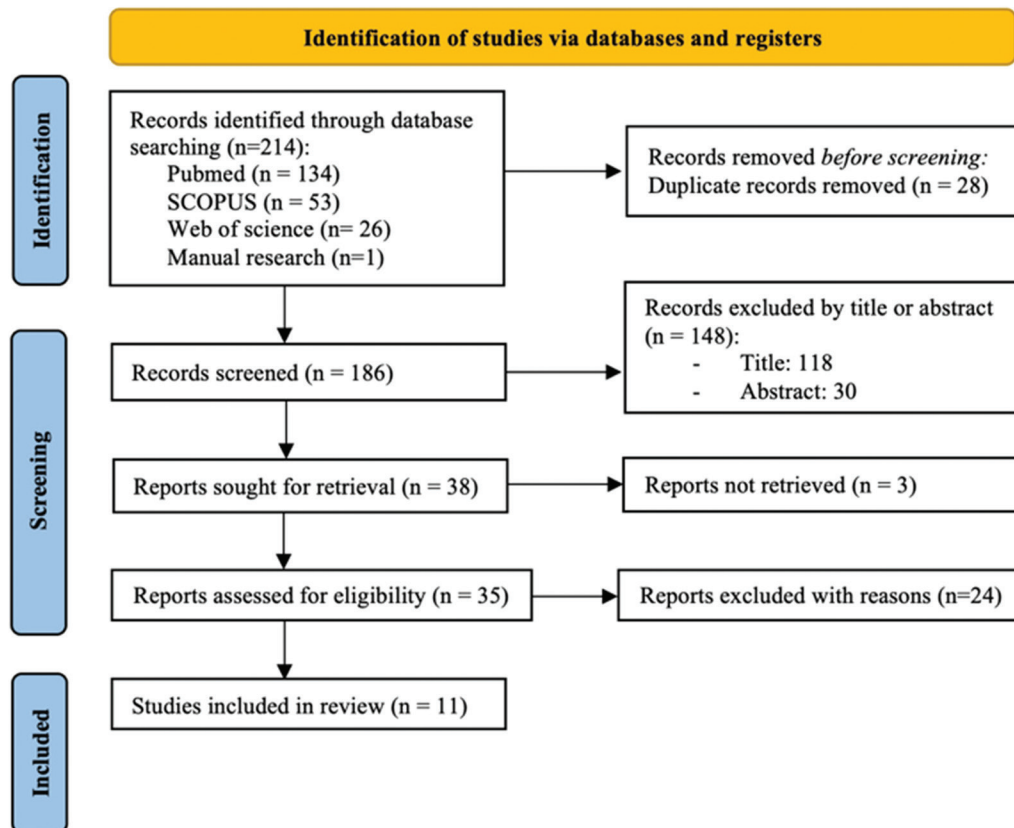 Identification of studies via databases and registers
Identification
Records identified through database
searching (n=214):
Pubmed (n = 134)
SCOPUS (n = 53)
Web of science (n= 26)
Manual research (n=1)
Records removed before screening:
Duplicate records removed (n = 28)
Screening
Records screened (n = 186)
Records excluded by title or abstract
(n = 148):
- Title: 118
- Abstract: 30
Reports sought for retrieval (n = 38)
Reports not retrieved (n = 3)
Reports assessed for eligibility (n = 35)
Reports excluded with reasons (n=24)
Included
Studies included in review (n = 11)